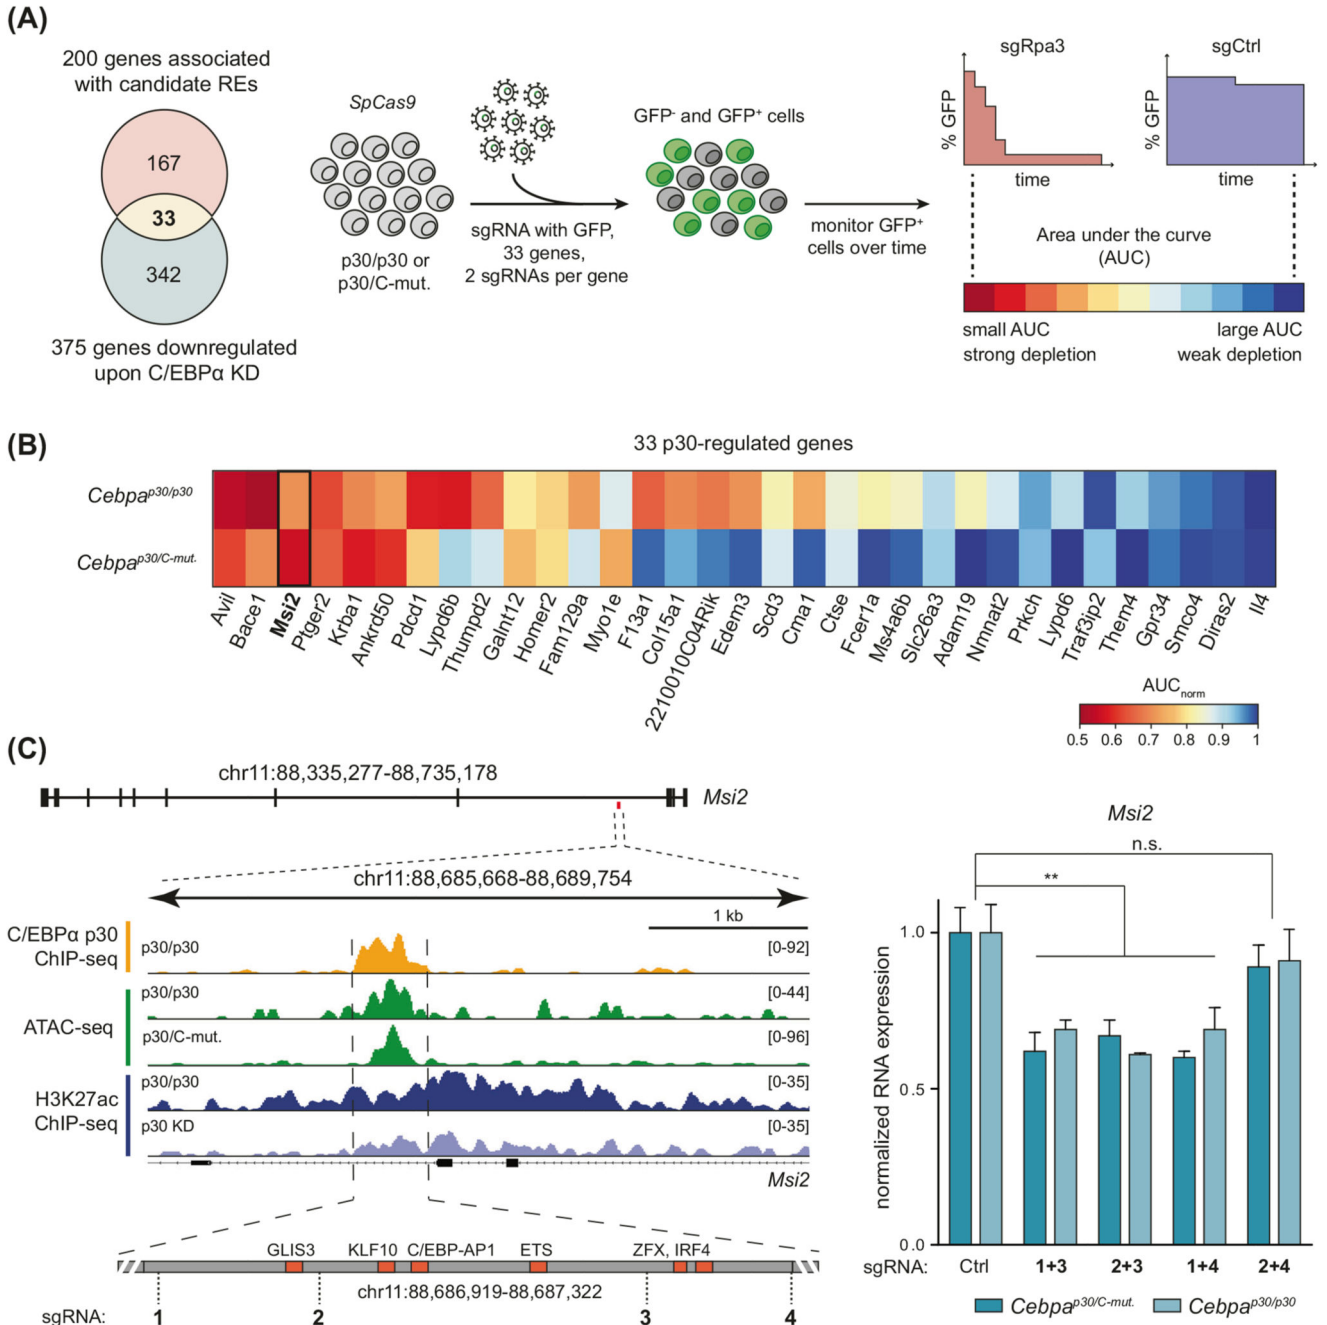 (A)
200 genes associated
with candidate REs
167
33
342
375 genes downregulated
upon C/EBPα KD
SpCas9
p30/p30 or
p30/C-mut.
sgRNA with GFP,
33 genes,
2 sgRNAs per gene
GFP- and GFP+ cells
monitor GFP+
cells over time
sgRpa3
% GFP
time
sgCtrl
% GFP
time
Area under the curve
(AUC)
small AUC
strong depletion
large AUC
weak depletion
(B)
33 p30-regulated genes
Cebpa p30/p30
Cebpa p30/C-mut.
Avil
Bace1
Msi2
Ptger2
Krba1
Ankrd50
Pdcd1
Lypd6b
Thumpd2
Galnt12
Homer2
Fam129a
Myo1e
F13a1
Col15a1
2210010C04Rik
Edem3
Scd3
Cma1
Ctse
Fcer1a
Ms4a6b
Slc26a3
Adam19
Nmnat2
Prkch
Lypd6
Traf3ip2
Them4
Gpr34
Smco4
Diras2
Il4
AUCnorm
0.5 0.6 0.7 0.8 0.9 1
(C)
chr11:88,335,277-88,735,178
Msi2
chr11:88,685,668-88,689,754
1 kb
C/EBPα p30
ChIP-seq
p30/p30
[0-92]
ATAC-seq
p30/p30
[0-44]
p30/C-mut.
[0-96]
H3K27ac
ChIP-seq
p30/p30
[0-35]
p30 KD
[0-35]
Msi2
GLIS3 KLF10 C/EBP-AP1 ETS ZFX, IRF4
chr11:88,686,919-88,687,322
sgRNA: 1 2 3 4
Msi2
n.s.
**
normalized RNA expression
1.0
0.5
0.0
sgRNA: Ctrl 1+3 2+3 1+4 2+4
Cebpa p30/C-mut. Cebpa p30/p30